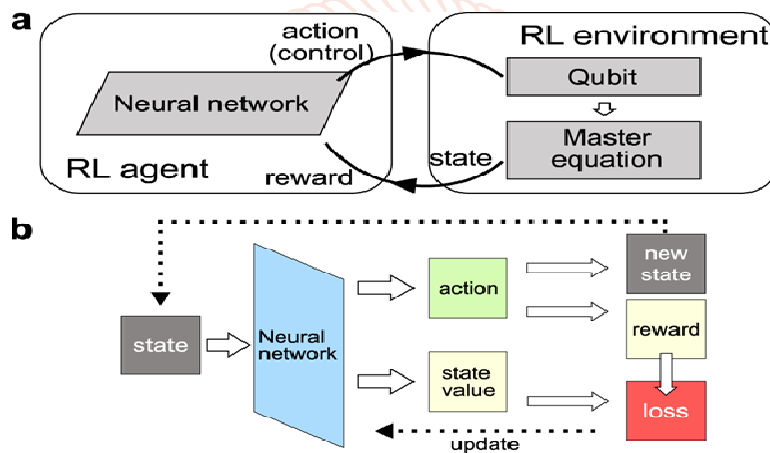 a
action
(control)
RL environment
Neural network
Qubit
Master
equation
RL agent
state
reward
b
new
state
action
state
Neural
network
reward
state
value
loss
update